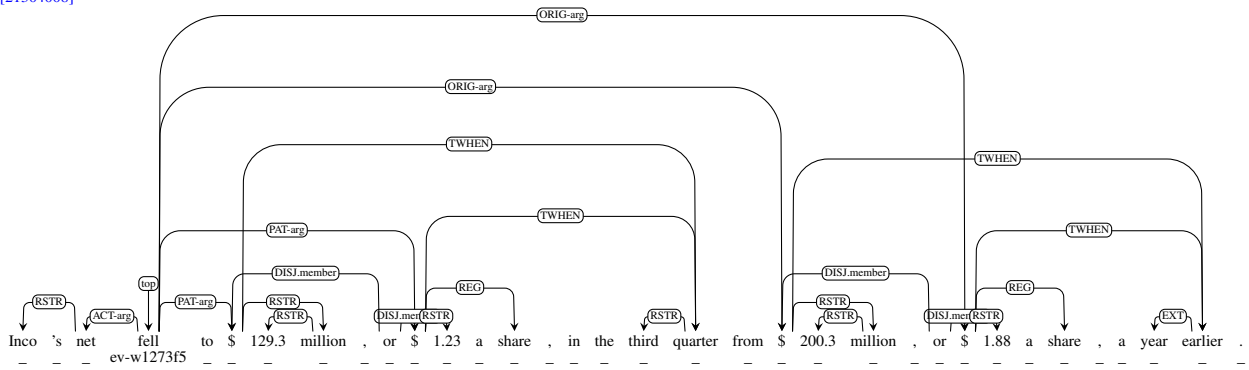 ORIG-arg
ORIG-arg
TWHEN
TWHEN
TWHEN
PAT-arg TWHEN
DISJ.member DISJ.member
top REG REG
RSTR PAT-arg RSTR RSTR
ACT-arg RSTR RSTR RSTR RSTR RSTR EXT
Inco 's net fell to $ 129.3 million , or $ 1.23 a share , in the third quarter from $ 200.3 million , or $ 1.88 a share , a year earlier .
_ _ _ ev-w1273f5 _ _ _ _ _ _ _ _ _ _ _ _ _ _ _ _ _ _ _ _ _ _ _ _ _ _ _ _ _ _